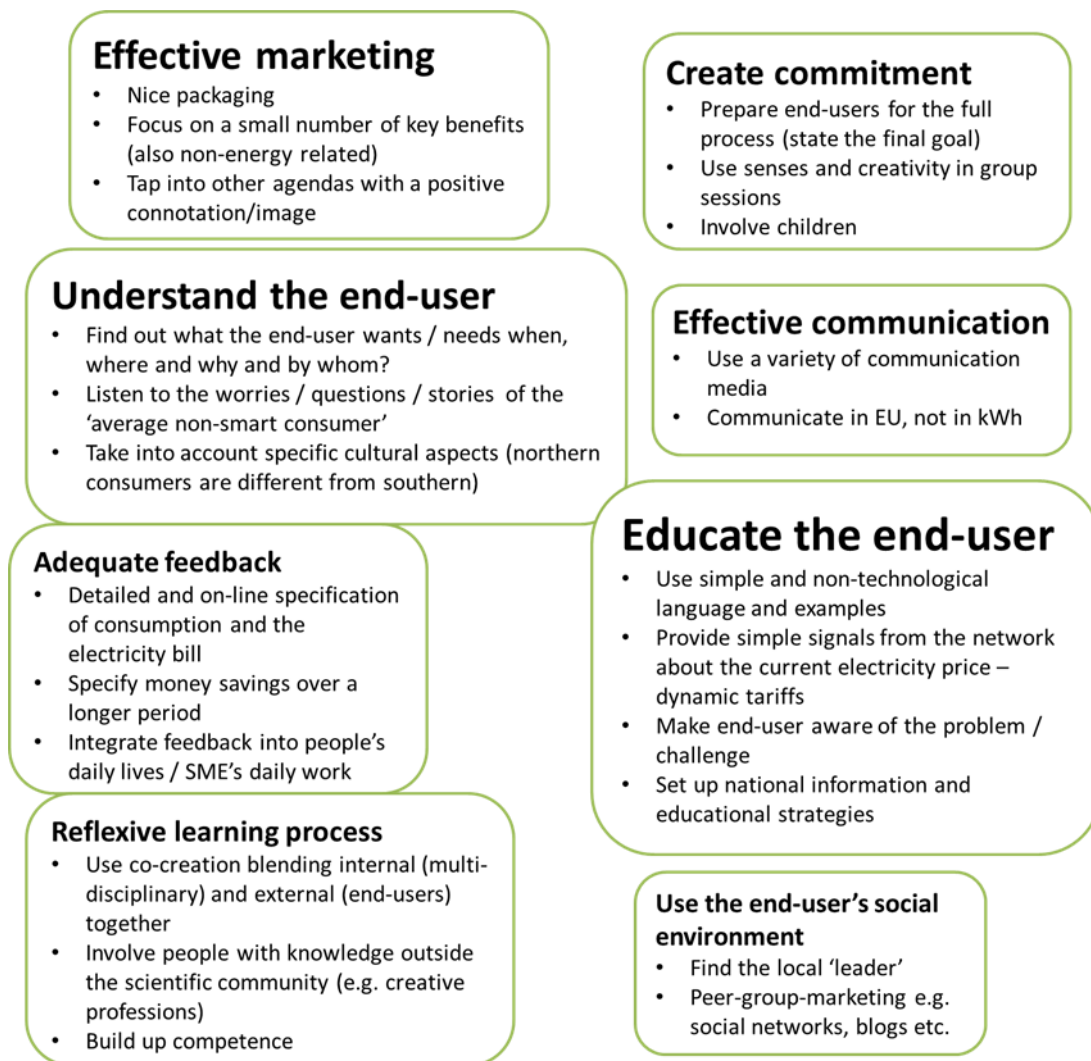 Effective marketing
• Nice packaging
• Focus on a small number of key benefits
(also non-energy related)
• Tap into other agendas with a positive
connotation/image
Create commitment
• Prepare end-users for the full
process (state the final goal)
• Use senses and creativity in group
sessions
• Involve children
Understand the end-user
• Find out what the end-user wants / needs when,
where and why and by whom?
• Listen to the worries / questions / stories of the
‘average non-smart consumer’
• Take into account specific cultural aspects (northern
consumers are different from southern)
Effective communication
• Use a variety of communication
media
• Communicate in EU, not in kWh
Adequate feedback
• Detailed and on-line specification
of consumption and the
electricity bill
• Specify money savings over a
longer period
• Integrate feedback into people’s
daily lives / SME’s daily work
Educate the end-user
• Use simple and non-technological
language and examples
• Provide simple signals from the network
about the current electricity price –
dynamic tariffs
• Make end-user aware of the problem /
challenge
• Set up national information and
educational strategies
Reflexive learning process
• Use co-creation blending internal (multi-
disciplinary) and external (end-users)
together
• Involve people with knowledge outside
the scientific community (e.g. creative
professions)
• Build up competence
Use the end-user’s social
environment
• Find the local ‘leader’
• Peer-group-marketing e.g.
social networks, blogs etc.